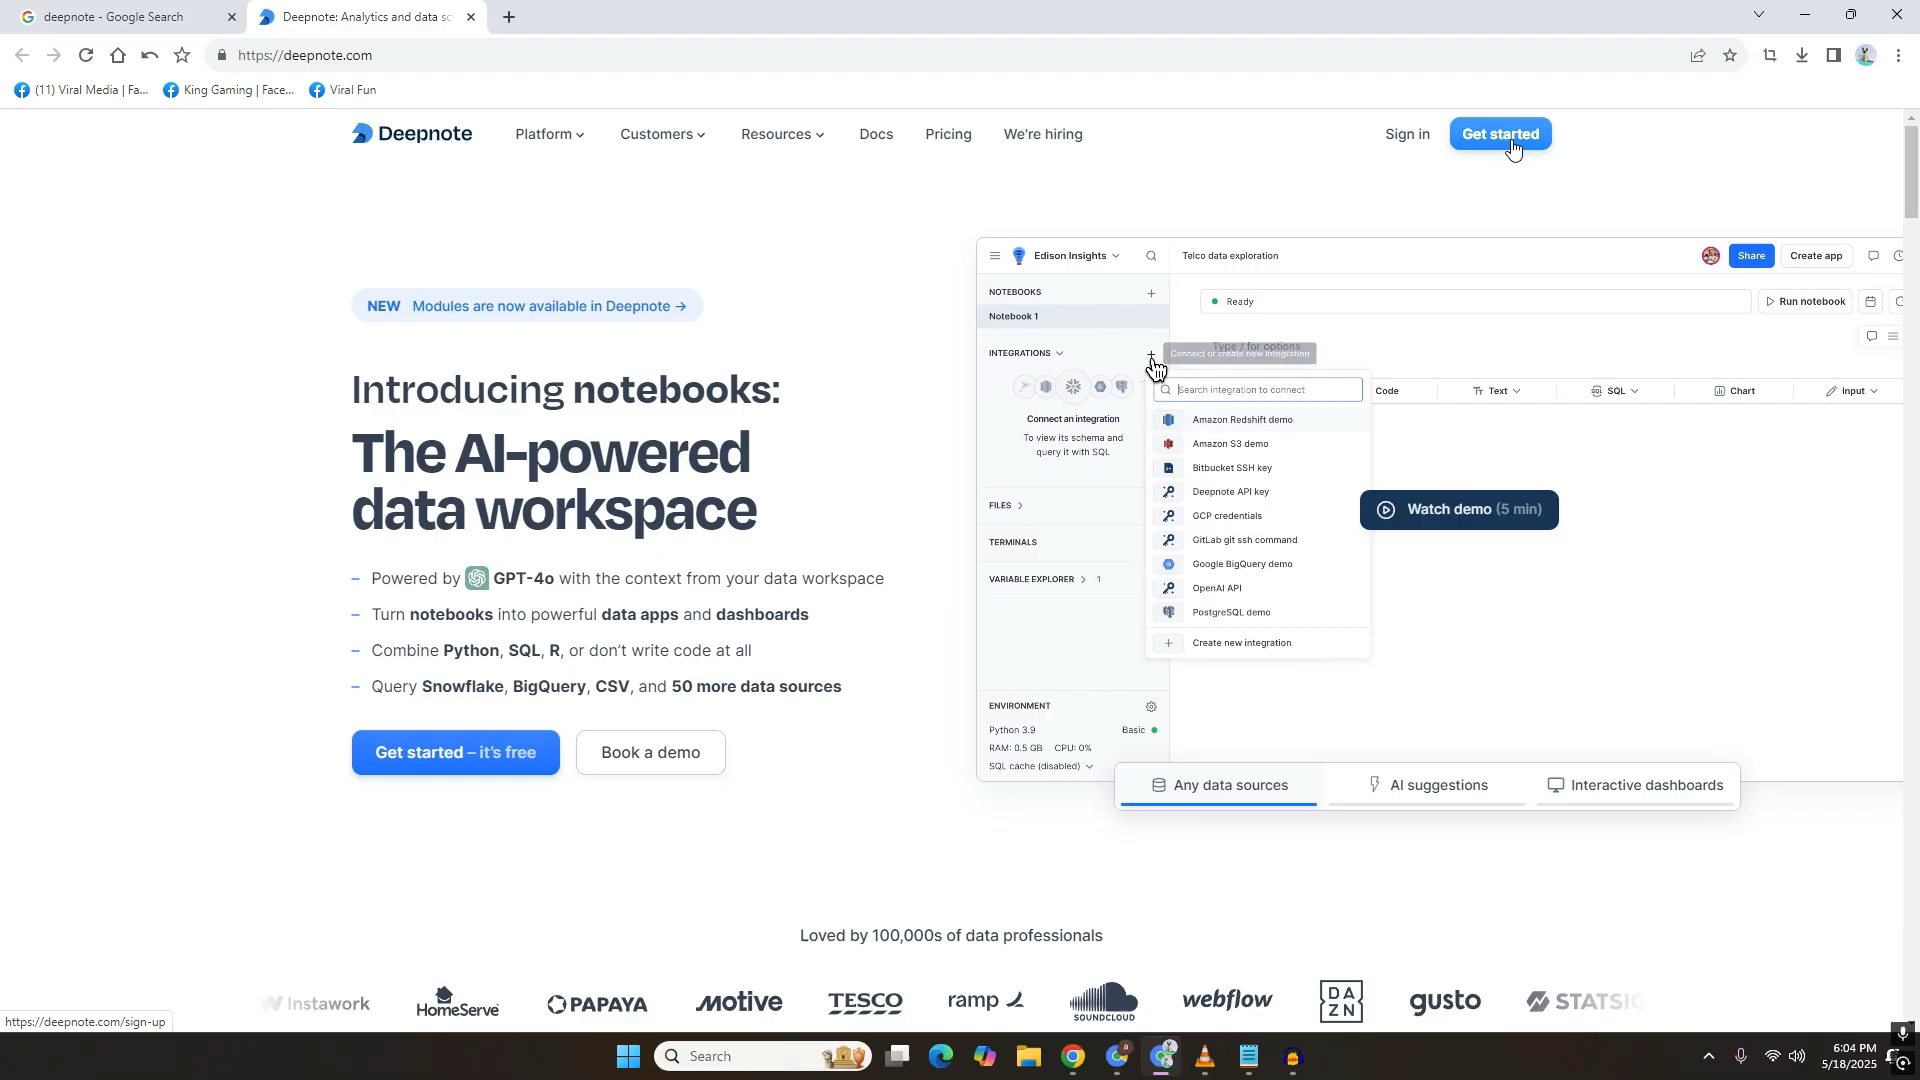 deepnote - Google Search
Deepnote: Analytics and data sc
https://deepnote.com
(11) Viral Media | Fa...
King Gaming | Face...
Viral Fun
Deepnote
Platform
Customers
Resources
Docs
Pricing
We're hiring
Sign in
Get started
NEW Modules are now available in Deepnote →
Introducing notebooks:
The AI-powered
data workspace
– Powered by GPT-4o with the context from your data workspace
– Turn notebooks into powerful data apps and dashboards
– Combine Python, SQL, R, or don't write code at all
– Query Snowflake, BigQuery, CSV, and 50 more data sources
Get started – it's free
Book a demo
Edison Insights
Telco data exploration
Share
Create app
NOTEBOOKS
Notebook 1
Ready
Run notebook
INTEGRATIONS
Type / for options
Connect or create new integration
Search integration to connect
Code
Text
SQL
Chart
Input
Connect an integration
To view its schema and
query it with SQL
Amazon Redshift demo
Amazon S3 demo
Bitbucket SSH key
Deepnote API key
GCP credentials
GitLab git ssh command
Google BigQuery demo
OpenAI API
PostgreSQL demo
Create new integration
FILES
TERMINALS
VARIABLE EXPLORER 1
Watch demo (5 min)
ENVIRONMENT
Python 3.9 Basic
RAM: 0.5 GB CPU: 0%
SQL cache (disabled)
Any data sources
AI suggestions
Interactive dashboards
Loved by 100,000s of data professionals
Instawork
HomeServe
PAPAYA
Motive
TESCO
ramp
SOUNDCLOUD
webflow
DA
ZN
gusto
STATSIG
https://deepnote.com/sign-up
Search
6:04 PM
5/18/2025